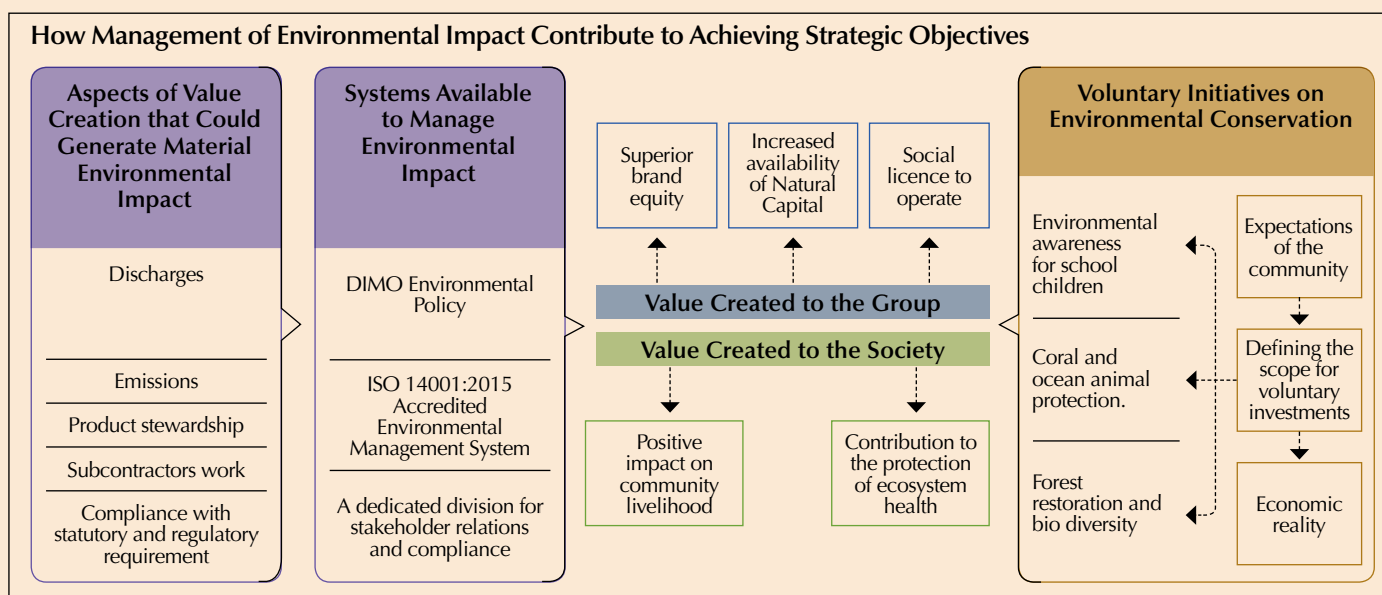 How Management of Environmental Impact Contribute to Achieving Strategic Objectives
Aspects of Value
Creation that Could
Generate Material
Environmental
Impact
Discharges
Emissions
Product stewardship
Subcontractors work
Compliance with
statutory and regulatory
requirement
Systems Available
to Manage
Environmental
Impact
DIMO Environmental
Policy
ISO 14001:2015
Accredited
Environmental
Management System
A dedicated division for
stakeholder relations
and compliance
Superior
brand
equity
Increased
availability
of Natural
Capital
Social
licence to
operate
Value Created to the Group
Value Created to the Society
Positive
impact on
community
livelihood
Contribution to
the protection
of ecosystem
health
Voluntary Initiatives on
Environmental Conservation
Environmental
awareness
for school
children
Coral and
ocean animal
protection.
Forest
restoration and
bio diversity
Expectations
of the
community
Defining the
scope for
voluntary
investments
Economic
reality